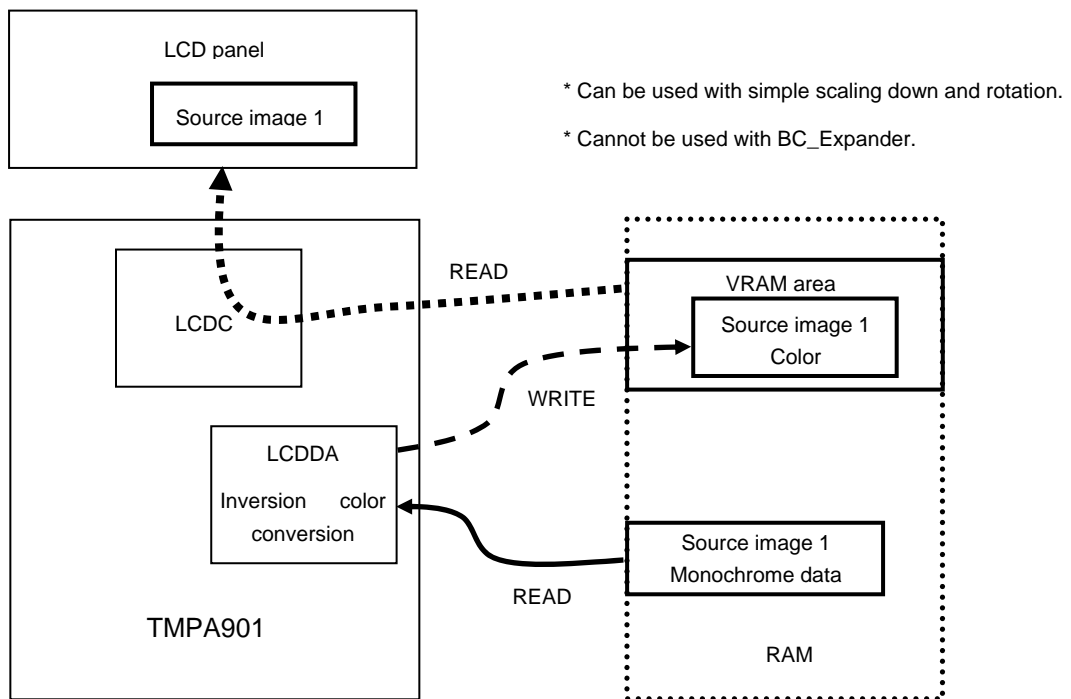 LCD panel
Source image 1
* Can be used with simple scaling down and rotation.
* Cannot be used with BC_Expander.
READ
VRAM area
LCDC
Source image 1
Color
WRITE
LCDDA
Inversion color
conversion
Source image 1
Monochrome data
READ
TMPA901
RAM